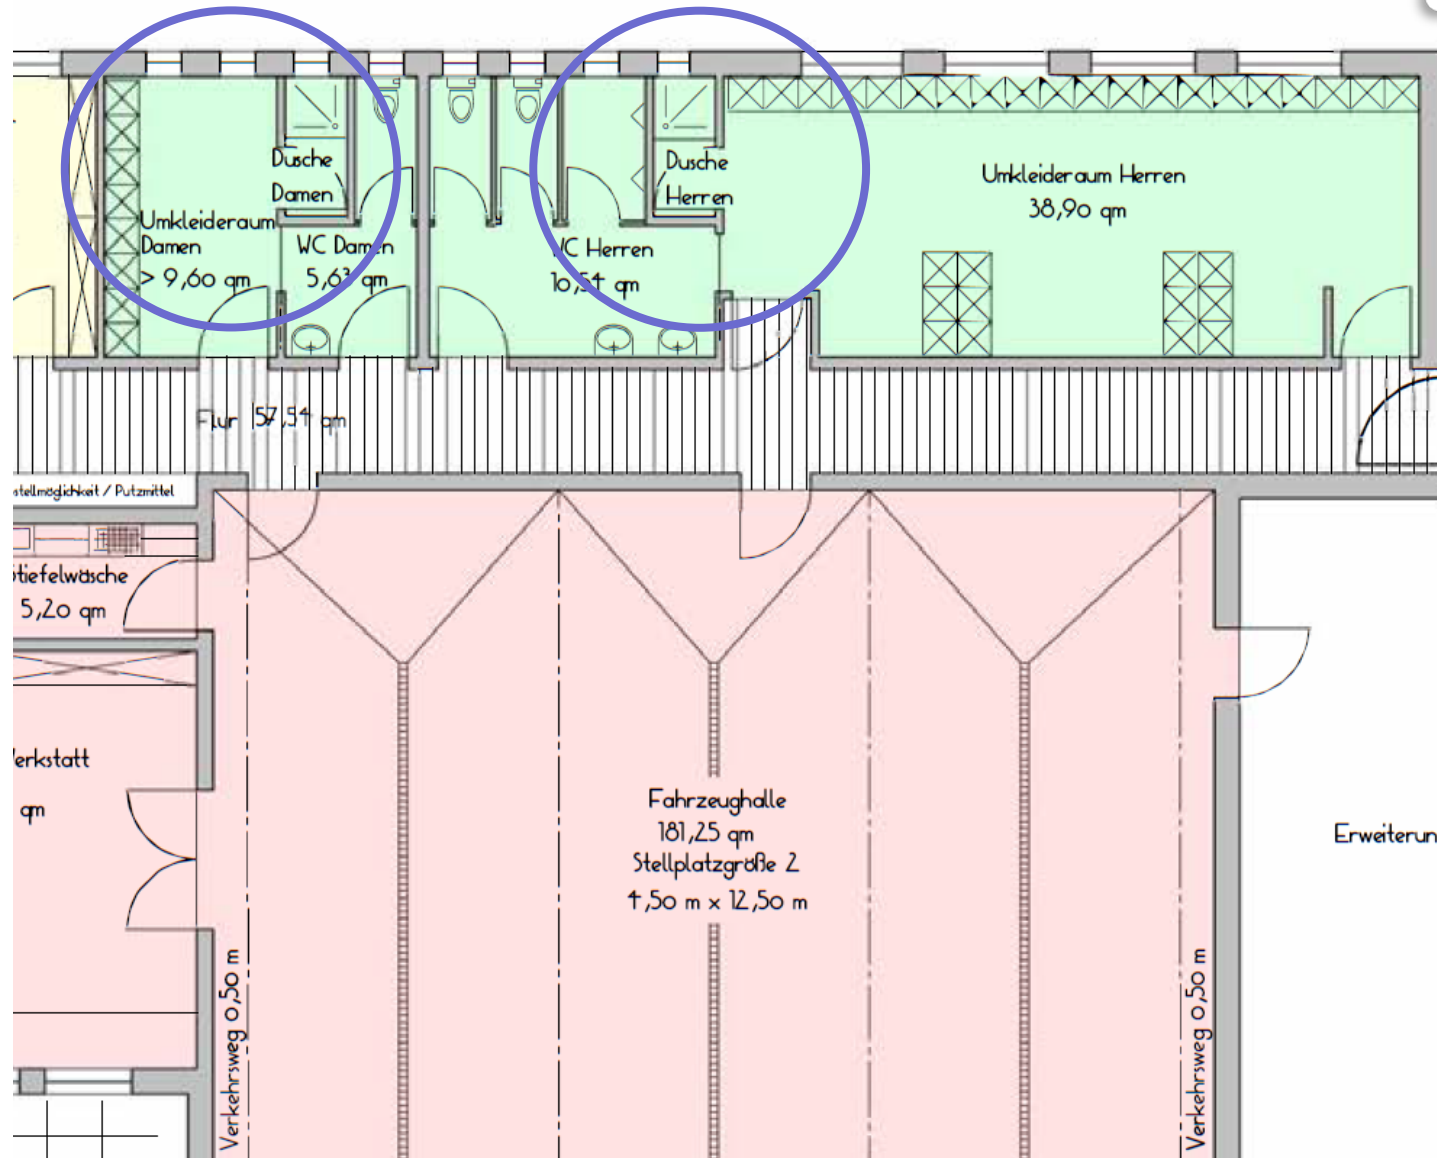 Dusche
Damen
Umkleideraum
Damen
> 9,60 qm
WC Damen
5,63 qm
WC Herren
10,54 qm
Dusche
Herren
Umkleideraum Herren
38,90 qm
Flur 57,54 qm
stellmöglichkeit / Putzmittel
tiefelwäsche
5,20 qm
erkstatt
qm
Fahrzeughalle
181,25 qm
Stellplatzgröße 2
4,50 m x 12,50 m
Erweiterun
Verkehrsweg 0,50 m
Verkehrsweg 0,50 m